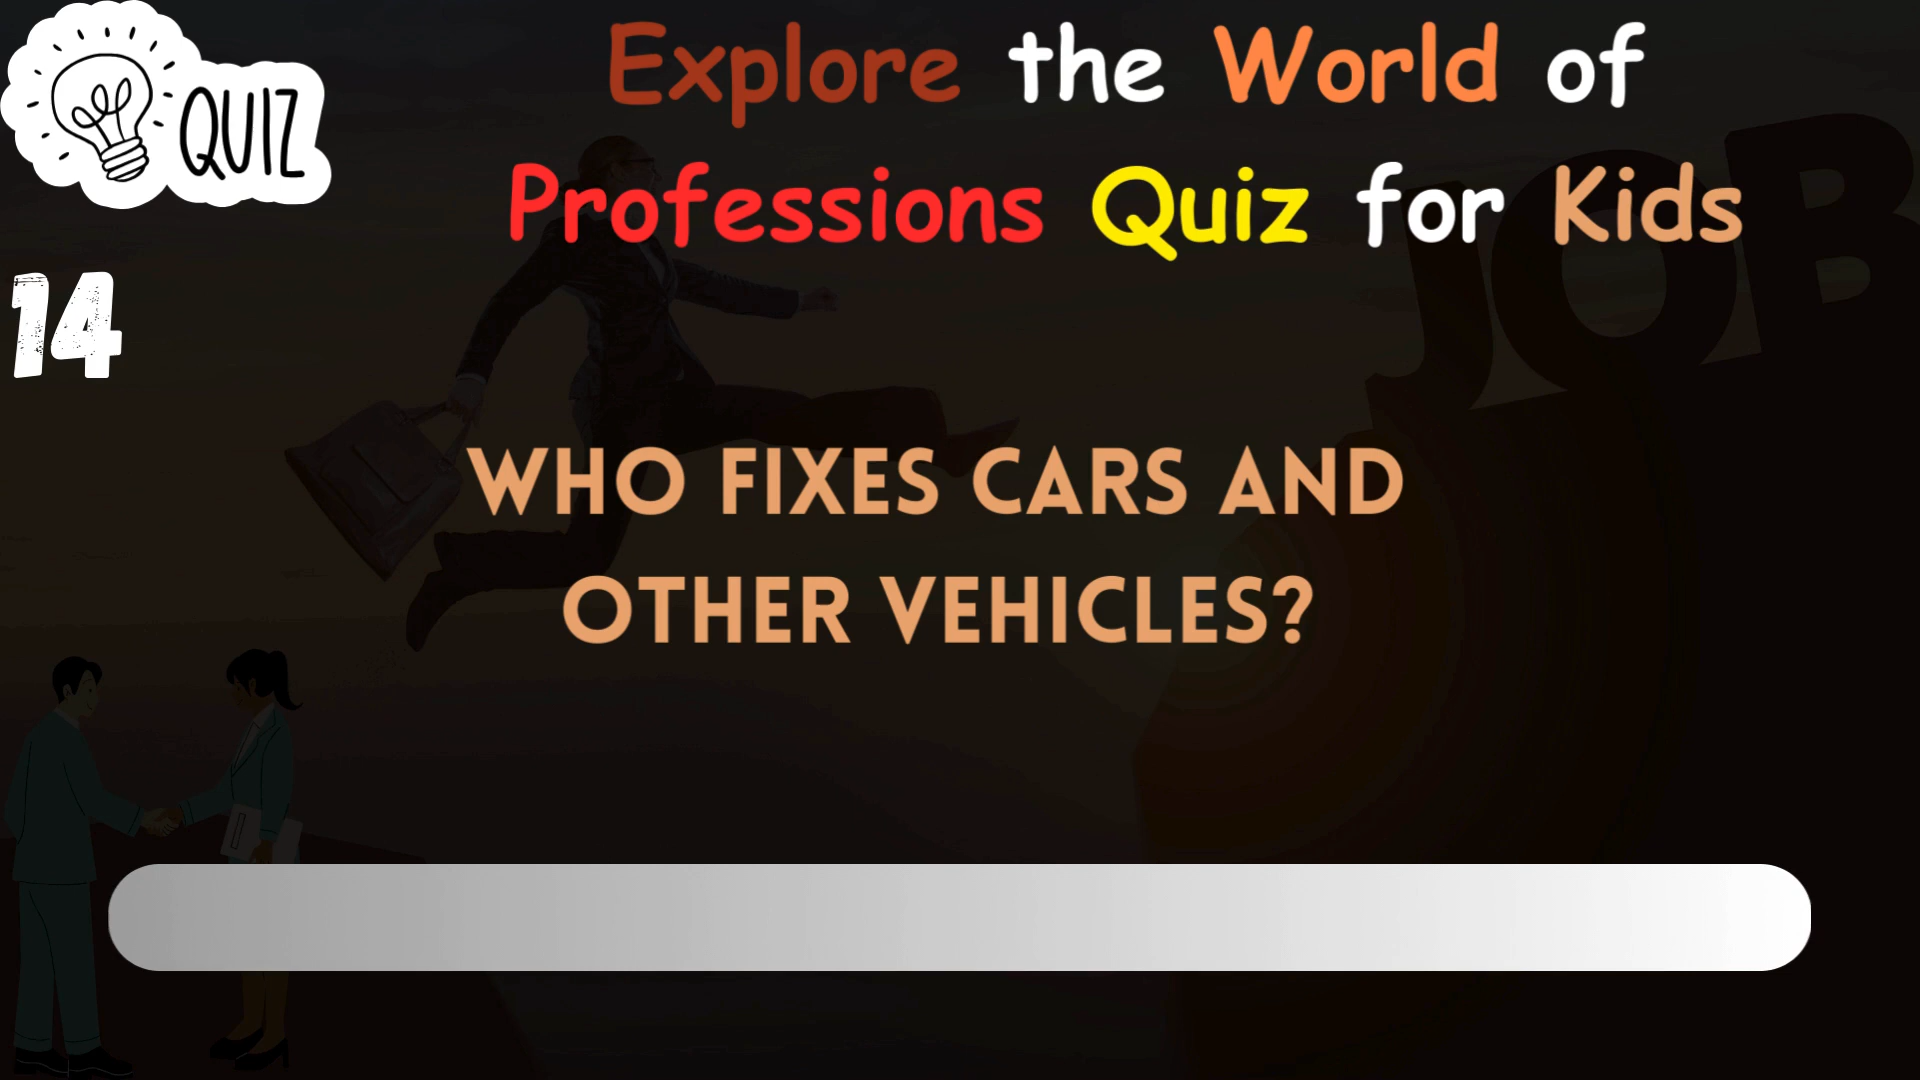 QUIZ
Explore the World of
Professions Quiz for Kids
JOB
14
WHO FIXES CARS AND
OTHER VEHICLES?